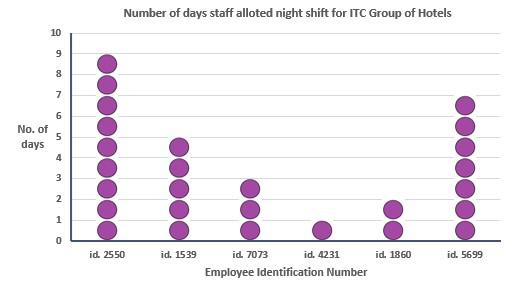 Number of days staff alloted night shift for ITC Group of Hotels
10
9
8
7
6
5
4
3
2
1
0
No. of
days
id. 2550 id. 1539 id. 7073 id. 4231 id. 1860 id. 5699
Employee Identification Number